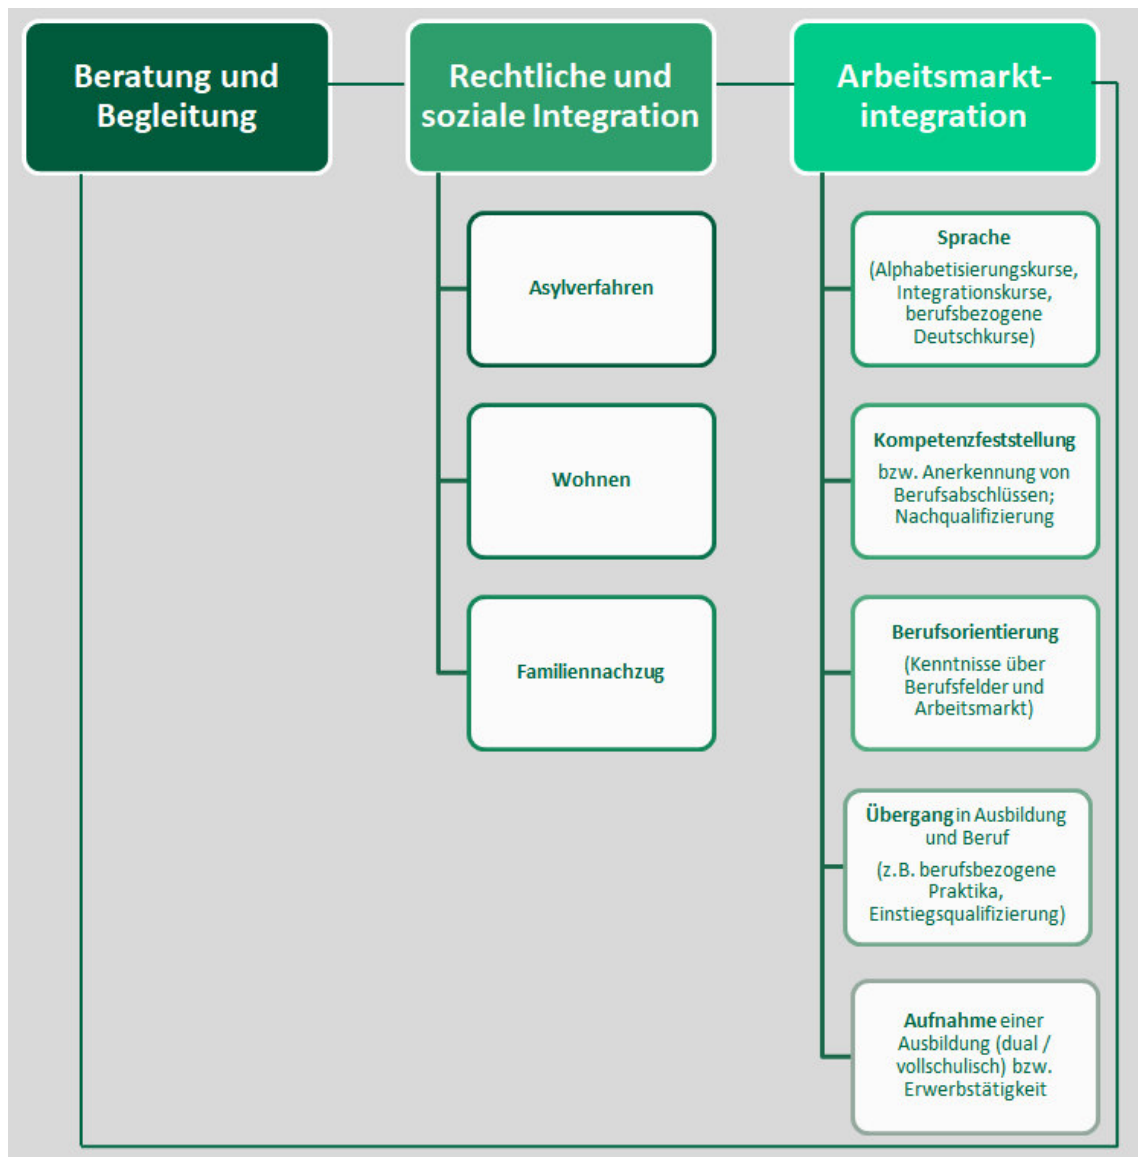 Beratung und
Begleitung
Rechtliche und
soziale Integration
Arbeitsmarkt-
integration
Asylverfahren
Wohnen
Familiennachzug
Sprache
(Alphabetisierungskurse,
Integrationskurse,
berufsbezogene
Deutschkurse)
Kompetenzfeststellung
bzw. Anerkennung von
Berufsabschlüssen;
Nachqualifizierung
Berufsorientierung
(Kenntnisse über
Berufsfelder und
Arbeitsmarkt)
Übergang in Ausbildung
und Beruf
(z.B. berufsbezogene
Praktika,
Einstiegsqualifizierung)
Aufnahme einer
Ausbildung (dual /
vollschulisch) bzw.
Erwerbstätigkeit